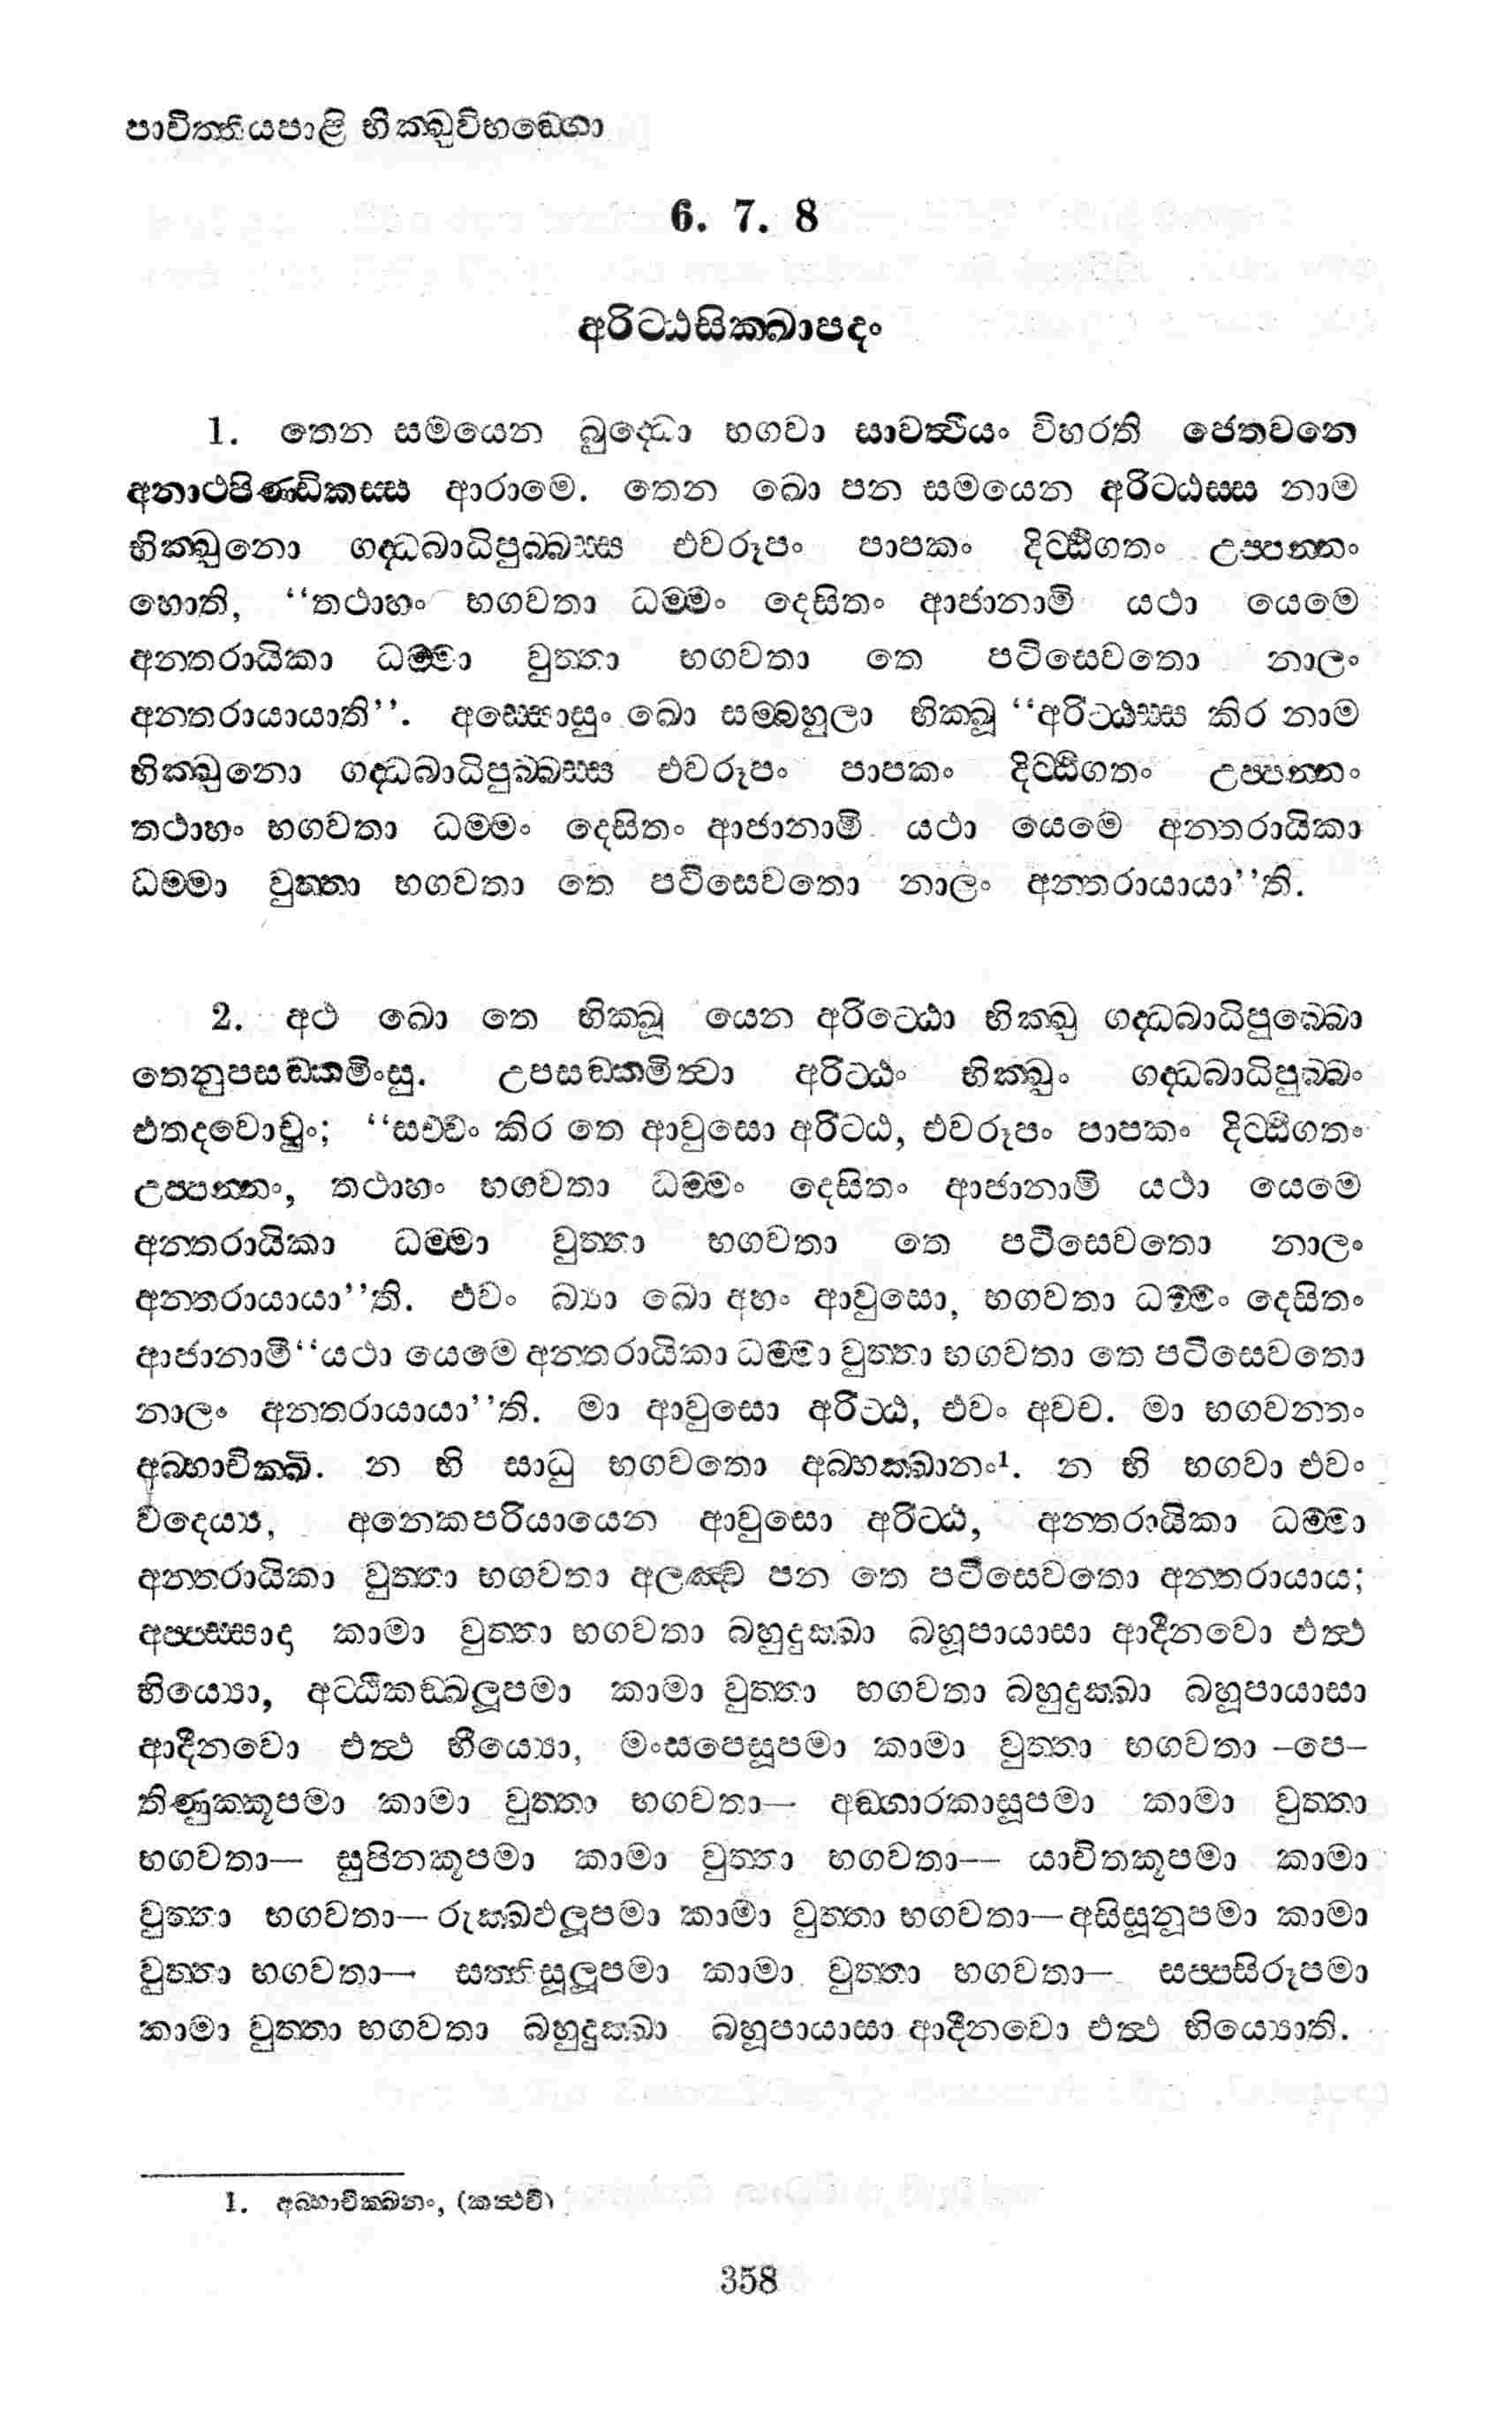 පාචිත්තියපාළි භික්ඛුවිභඞ්ගො
6. 7. 8
අරිට්ඨසික්ඛාපදං
1. තෙන සමයෙන බුද්ධො භගවා සාවත්ථියං විහරති ජෙතවනෙ
අනාථපිණ්ඩිකස්ස ආරාමෙ. තෙන ඛො පන සමයෙන අරිට්ඨස්ස නාම
භික්ඛුනො ගද්ධබාධිපුබ්බස්ස එවරූපං පාපකං දිට්ඨිගතං උප්පන්නං
හොති, “තථාහං භගවතා ධම්මං දෙසිතං ආජානාමි යථා යෙමෙ
අන්තරායිකා ධම්මා වුත්තා භගවතා තෙ පටිසෙවතො නාලං
අන්තරායායාති”. අස්සොසුං ඛො සම්බහුලා භික්ඛූ “අරිට්ඨස්ස කිර නාම
භික්ඛුනො ගද්ධබාධිපුබ්බස්ස එවරූපං පාපකං දිට්ඨිගතං උප්පන්නං
තථාහං භගවතා ධම්මං දෙසිතං ආජානාමි යථා යෙමෙ අන්තරායිකා
ධම්මා වුත්තා භගවතා තෙ පටිසෙවතො නාලං අන්තරායායා”ති.
2. අථ ඛො තෙ භික්ඛූ යෙන අරිට්ඨො භික්ඛු ගද්ධබාධිපුබ්බො
තෙනුපසඞ්කමිංසු. උපසඞ්කමිත්වා අරිට්ඨං භික්ඛුං ගද්ධබාධිපුබ්බං
එතදවොචුං; “සච්චං කිර තෙ ආවුසො අරිට්ඨ, එවරූපං පාපකං දිට්ඨිගතං
උප්පන්නං, තථාහං භගවතා ධම්මං දෙසිතං ආජානාමි යථා යෙමෙ
අන්තරායිකා ධම්මා වුත්තා භගවතා තෙ පටිසෙවතො නාලං
අන්තරායායා”ති. එවං බ්‍යා ඛො අහං ආවුසො, භගවතා ධම්මං දෙසිතං
ආජානාමි“යථා යෙමෙ අන්තරායිකා ධම්මා වුත්තා භගවතා තෙ පටිසෙවතො
නාලං අන්තරායායා”ති. මා ආවුසො අරිට්ඨ, එවං අවච. මා භගවන්තං
අබ්භාචික්ඛි. න හි සාධු භගවතො අබ්භක්ඛානං¹. න හි භගවා එවං
වදෙය්‍ය, අනෙකපරියායෙන ආවුසො අරිට්ඨ, අන්තරායිකා ධම්මා
අන්තරායිකා වුත්තා භගවතා අලඤ්ච පන තෙ පටිසෙවතො අන්තරායාය;
අප්පස්සාදා කාමා වුත්තා භගවතා බහුදුක්ඛා බහූපායාසා ආදීනවො එත්ථ
භිය්‍යො, අට්ඨිකඞ්ඛලූපමා කාමා වුත්තා භගවතා බහුදුක්ඛා බහූපායාසා
ආදීනවො එත්ථ භීය්‍යො, මංසපෙසූපමා කාමා වුත්තා භගවතා –පෙ–
තිණුක්කූපමා කාමා වුත්තා භගවතා— අඞ්ගාරකාසූපමා කාමා වුත්තා
භගවතා— සුපිනකූපමා කාමා වුත්තා භගවතා— යාචිතකූපමා කාමා
වුත්තා භගවතා— රුක්ඛඵලූපමා කාමා වුත්තා භගවතා—අසිසූනූපමා කාමා
වුත්තා භගවතා— සත්තිසූලූපමා කාමා වුත්තා භගවතා— සප්පසිරූපමා
කාමා වුත්තා භගවතා බහුදුක්ඛා බහූපායාසා ආදීනවො එත්ථ භිය්‍යොති.
1. අබ්භාචික්ඛනං, (කත්ථචි)
358